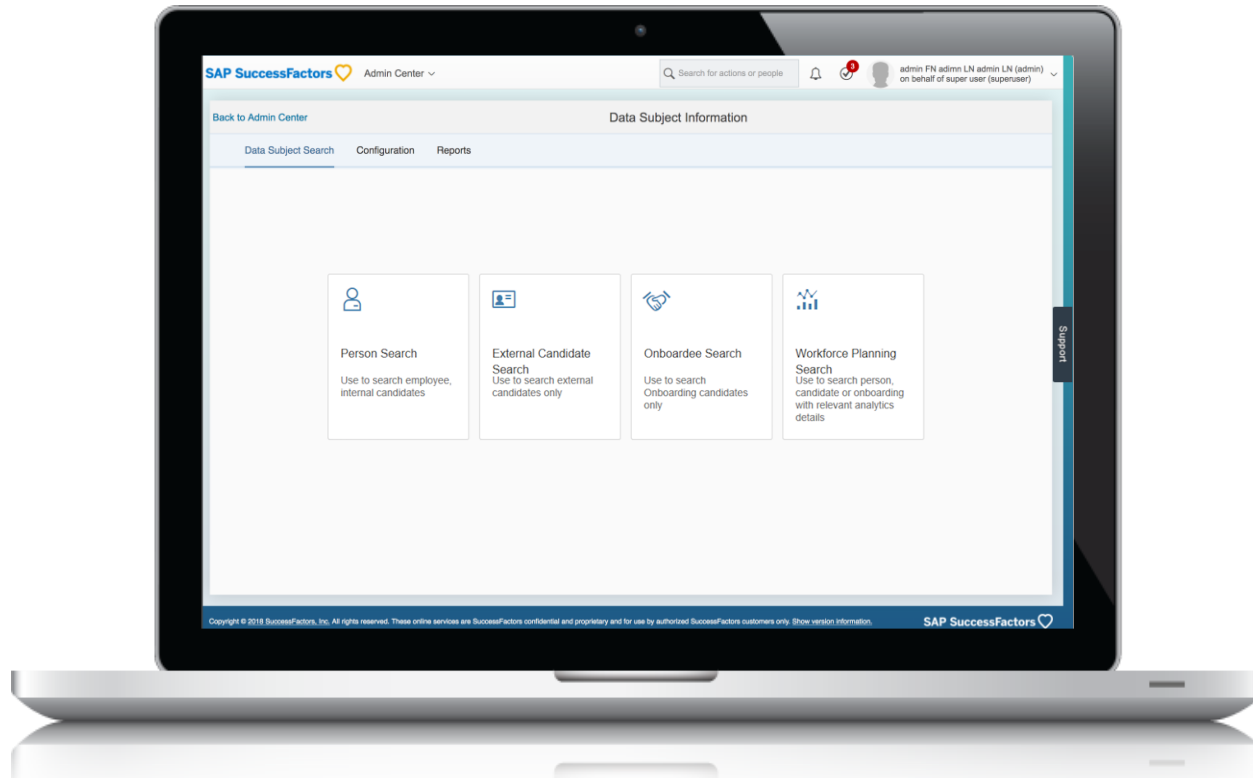 SAP SuccessFactors Admin Center Search for actions or people 3 admin FN adimn LN admin LN (admin)
on behalf of super user (superuser)
Back to Admin Center Data Subject Information
Data Subject Search Configuration Reports
Person Search
Use to search employee,
internal candidates
External Candidate
Search
Use to search external
candidates only
Onboardee Search
Use to search
Onboarding candidates
only
Workforce Planning
Search
Use to search person,
candidate or onboarding
with relevant analytics
details
Support
Copyright © 2018 SuccessFactors, Inc. All rights reserved. These online services are SuccessFactors confidential and proprietary and for use by authorized SuccessFactors customers only. Show version information. SAP SuccessFactors